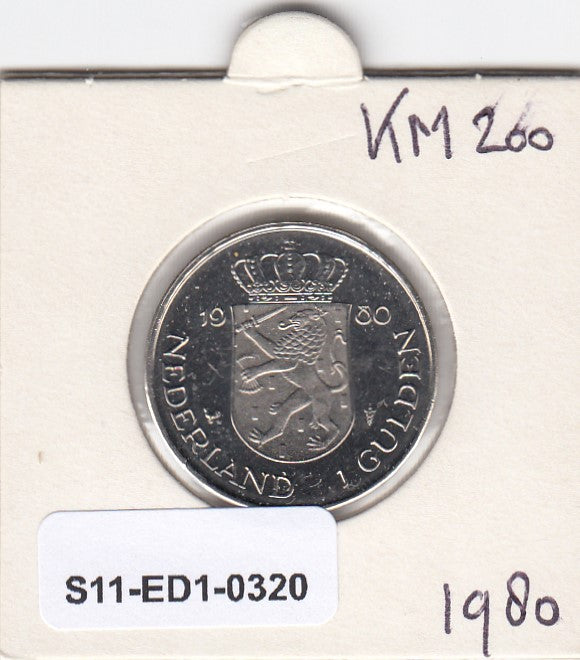 KM 260
19 80
NEDERLAND 1 GULDEN
S11-ED1-0320
1980